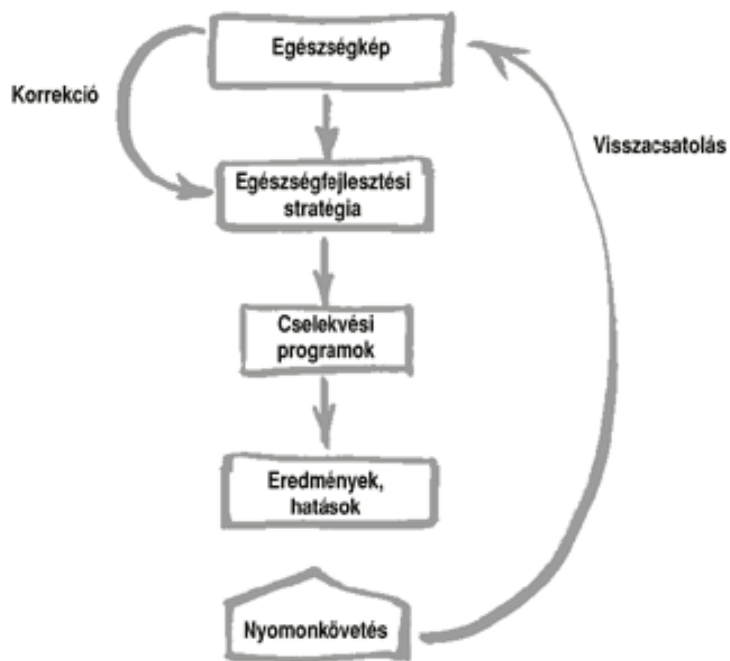 Egészségkép
Korrekció
Visszacsatolás
Egészségfejlesztési
stratégia
Cselekvési
programok
Eredmények,
hatások
Nyomonkövetés